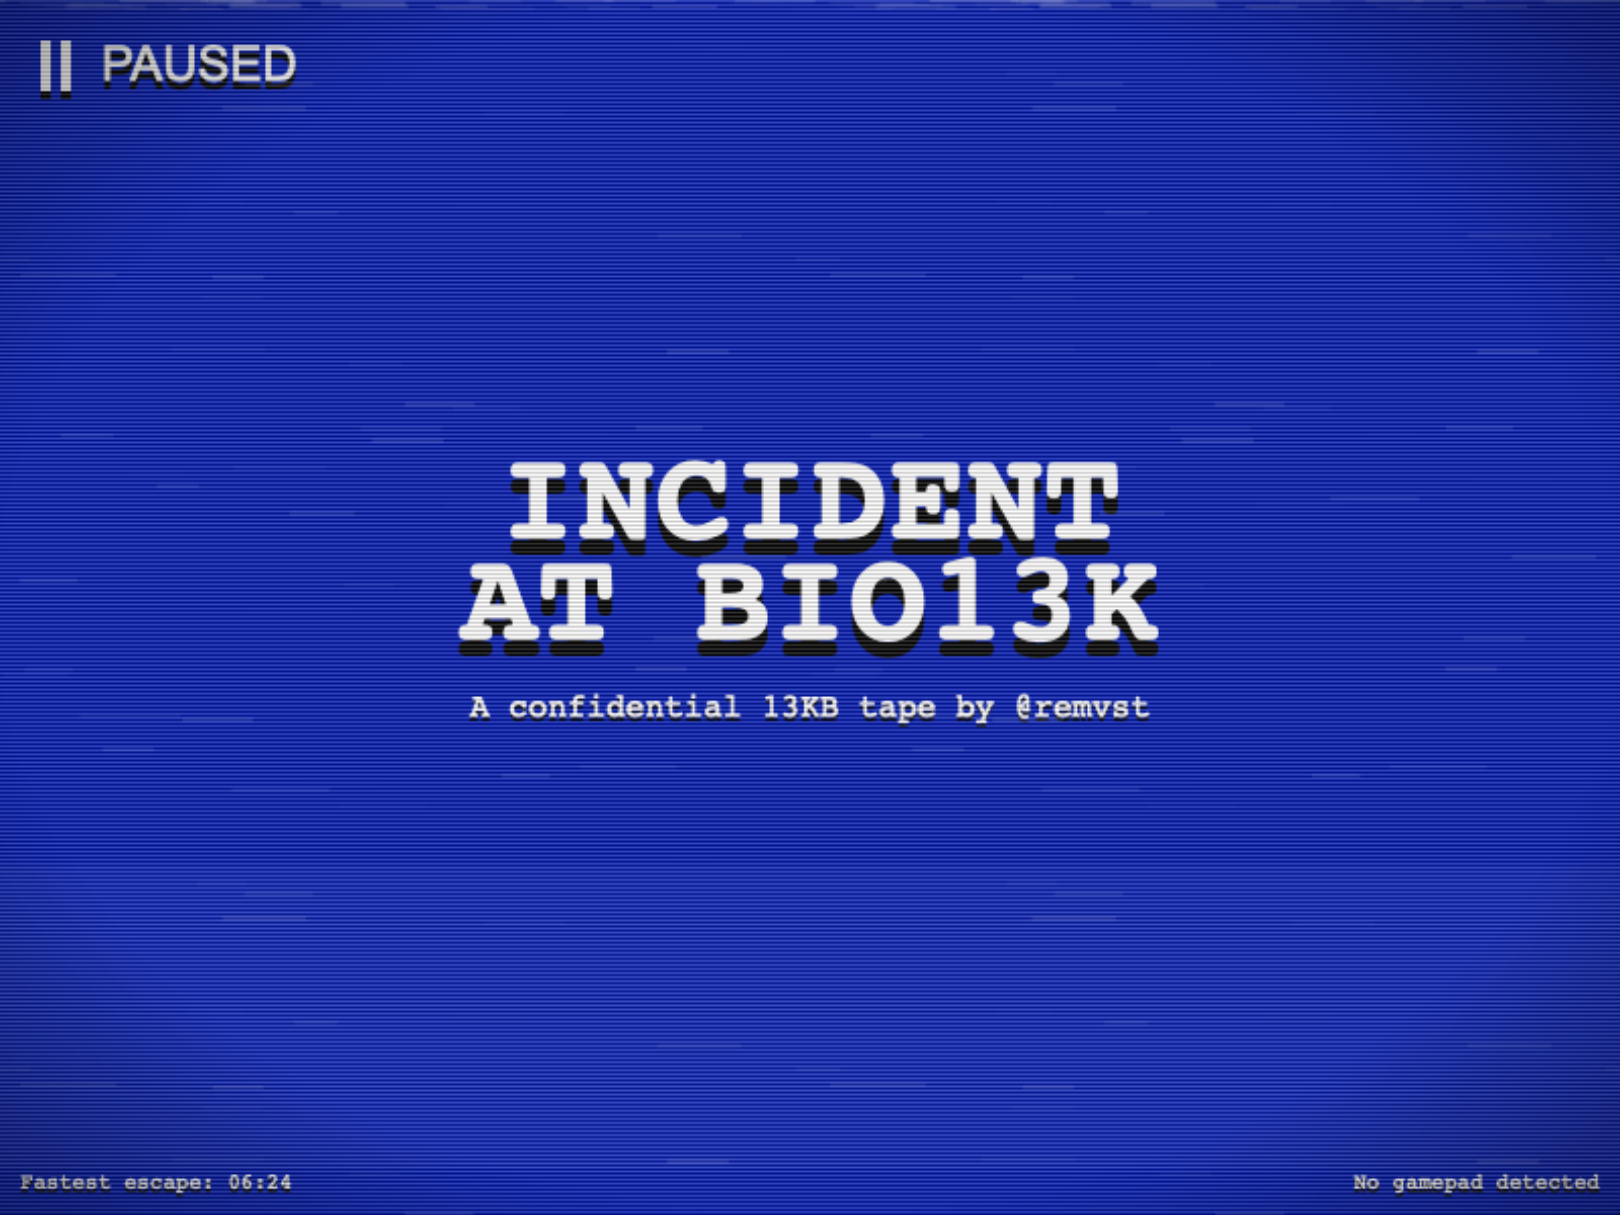 PAUSED
INCIDENT
AT BIO13K
A confidential 13KB tape by @remvst
Fastest escape: 06:24
No gamepad detected